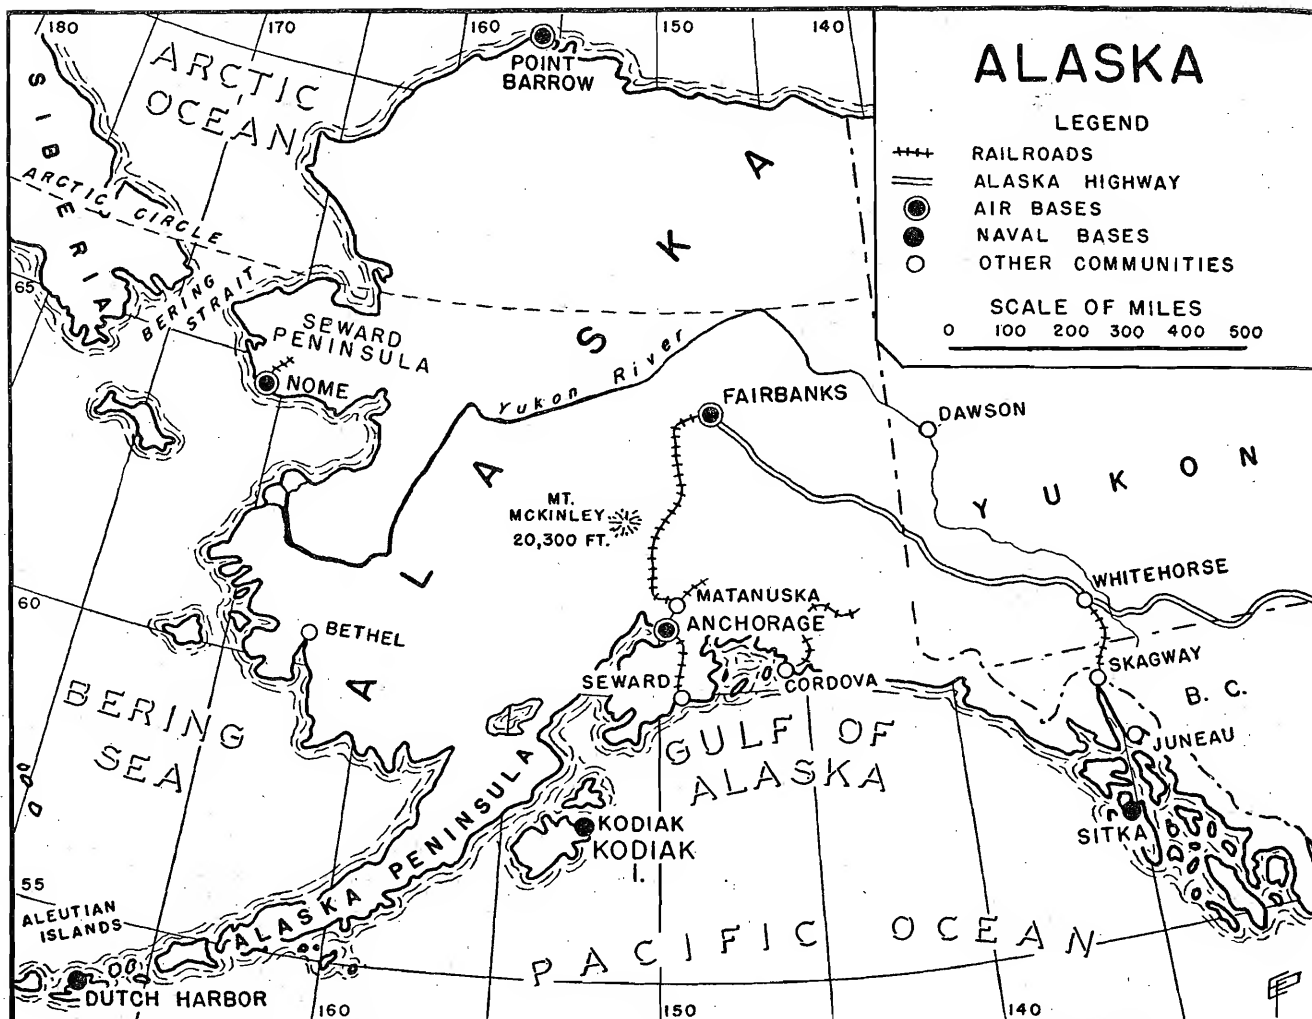 180
170
160
150
140
ARCTIC
OCEAN
POINT
BARROW
ALASKA
LEGEND
RAILROADS
ALASKA HIGHWAY
AIR BASES
NAVAL BASES
OTHER COMMUNITIES
SCALE OF MILES
0 100 200 300 400 500
SIBERIA
ARCTIC CIRCLE
BERING
STRAIT
65
SEWARD
PENINSULA
NOME
ALASKA
Yukon River
FAIRBANKS
DAWSON
YUKON
MT.
MCKINLEY
20,300 FT.
WHITEHORSE
60
MATANUSKA
ANCHORAGE
BETHEL
SKAGWAY
SEWARD
CORDOVA
B. C.
BERING
SEA
GULF OF
ALASKA
JUNEAU
ALASKA PENINSULA
KODIAK
KODIAK
I.
SITKA
55
ALEUTIAN
ISLANDS
PACIFIC OCEAN
DUTCH HARBOR
160
150
140